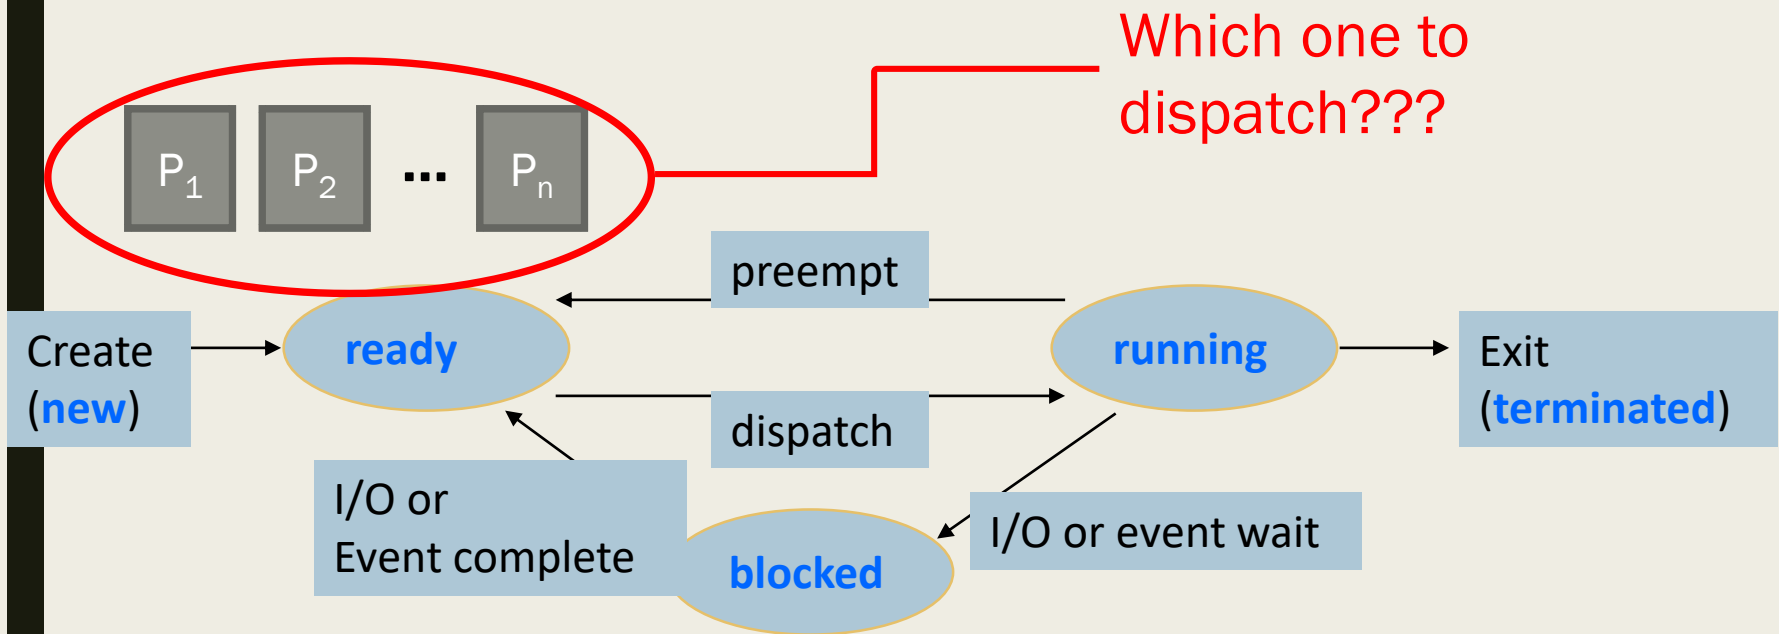 Which one to
dispatch???
P1 P2 ... Pn
preempt
Create
(new)
ready
running
Exit
(terminated)
dispatch
I/O or
Event complete
I/O or event wait
blocked